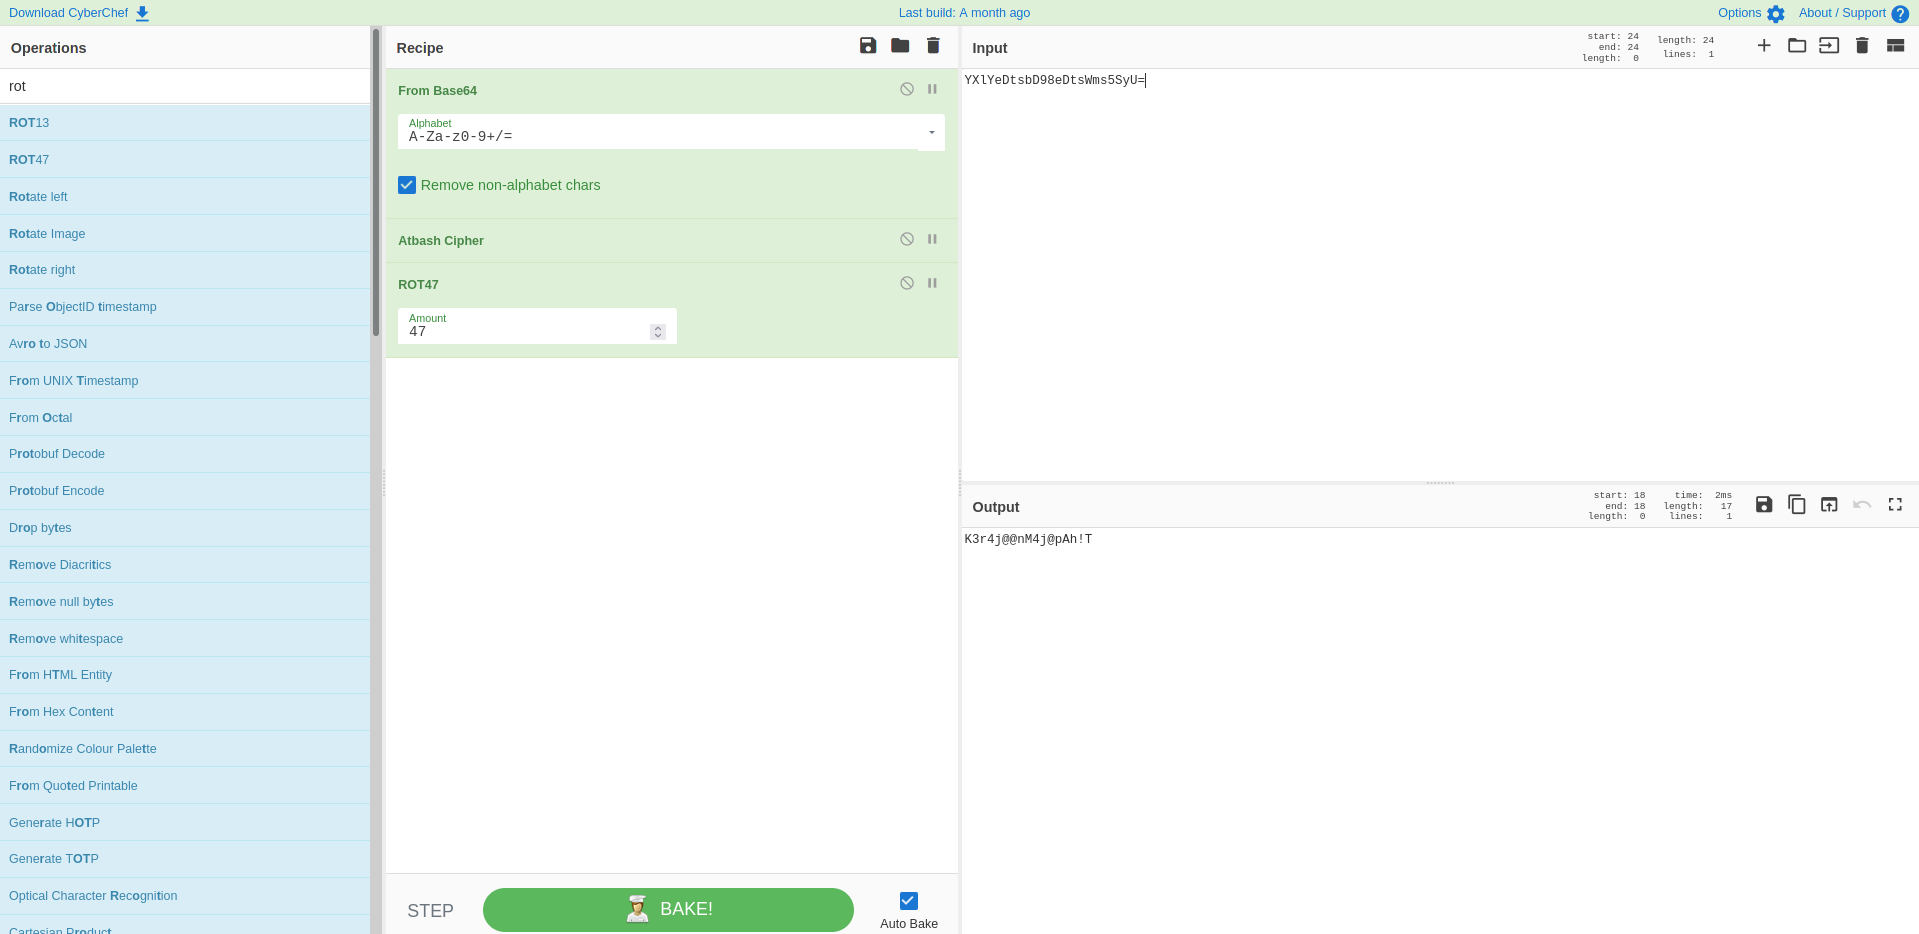 Download CyberChef
Last build: A month ago
Options
About / Support
Operations
rot
ROT13
ROT47
Rotate left
Rotate Image
Rotate right
Parse ObjectID timestamp
Avro to JSON
From UNIX Timestamp
From Octal
Protobuf Decode
Protobuf Encode
Drop bytes
Remove Diacritics
Remove null bytes
Remove whitespace
From HTML Entity
From Hex Content
Randomize Colour Palette
From Quoted Printable
Generate HOTP
Generate TOTP
Optical Character Recognition
Cartesian Product
Recipe
From Base64
Alphabet
A-Za-z0-9+/=
Remove non-alphabet chars
Atbash Cipher
ROT47
Amount
47
STEP
BAKE!
Auto Bake
Input
start: 24
end: 24
length: 0
length: 24
lines: 1
YXlYeDtsbD98eDtsWms5SyU=
Output
start: 18
end: 18
length: 0
time: 2ms
length: 17
lines: 1
K3r4j@@nM4j@pAh!T